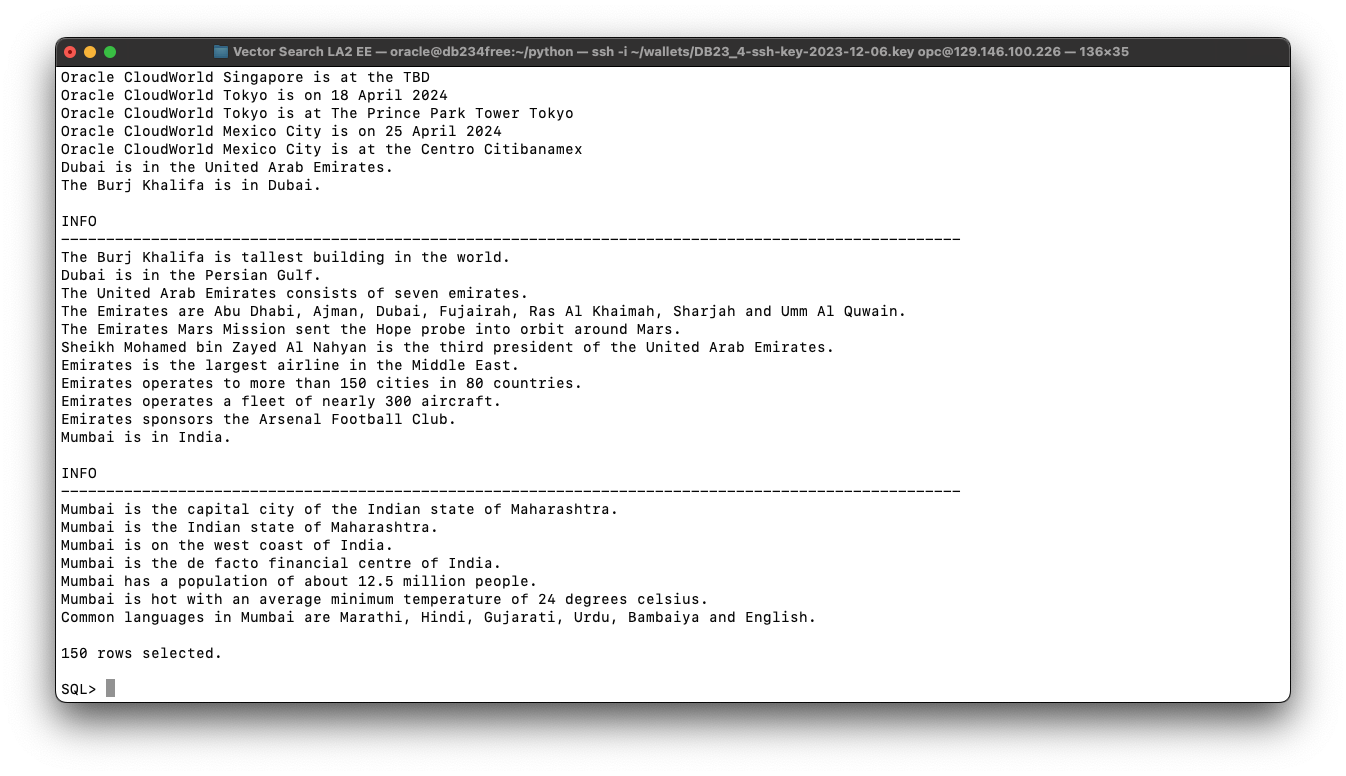 Vector Search LA2 EE — oracle@db234free:~/python — ssh -i ~/wallets/DB23_4-ssh-key-2023-12-06.key opc@129.146.100.226 — 136×35
Oracle CloudWorld Singapore is at the TBD
Oracle CloudWorld Tokyo is on 18 April 2024
Oracle CloudWorld Tokyo is at The Prince Park Tower Tokyo
Oracle CloudWorld Mexico City is on 25 April 2024
Oracle CloudWorld Mexico City is at the Centro Citibanamex
Dubai is in the United Arab Emirates.
The Burj Khalifa is in Dubai.
INFO
----------------------------------------------------------------------------------------------------
The Burj Khalifa is tallest building in the world.
Dubai is in the Persian Gulf.
The United Arab Emirates consists of seven emirates.
The Emirates are Abu Dhabi, Ajman, Dubai, Fujairah, Ras Al Khaimah, Sharjah and Umm Al Quwain.
The Emirates Mars Mission sent the Hope probe into orbit around Mars.
Sheikh Mohamed bin Zayed Al Nahyan is the third president of the United Arab Emirates.
Emirates is the largest airline in the Middle East.
Emirates operates to more than 150 cities in 80 countries.
Emirates operates a fleet of nearly 300 aircraft.
Emirates sponsors the Arsenal Football Club.
Mumbai is in India.
INFO
----------------------------------------------------------------------------------------------------
Mumbai is the capital city of the Indian state of Maharashtra.
Mumbai is the Indian state of Maharashtra.
Mumbai is on the west coast of India.
Mumbai is the de facto financial centre of India.
Mumbai has a population of about 12.5 million people.
Mumbai is hot with an average minimum temperature of 24 degrees celsius.
Common languages in Mumbai are Marathi, Hindi, Gujarati, Urdu, Bambaiya and English.
150 rows selected.
SQL>